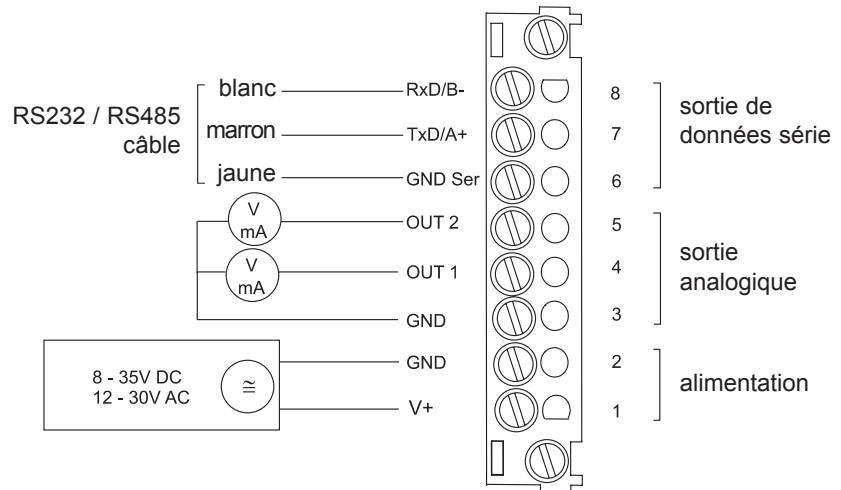 RS232 / RS485
câble
blanc
marron
jaune
RxD/B-
TxD/A+
GND Ser
OUT 2
OUT 1
GND
GND
V+
V
mA
V
mA
8 - 35V DC
12 - 30V AC
≅
8
7
6
5
4
3
2
1
sortie de
données série
sortie
analogique
alimentation